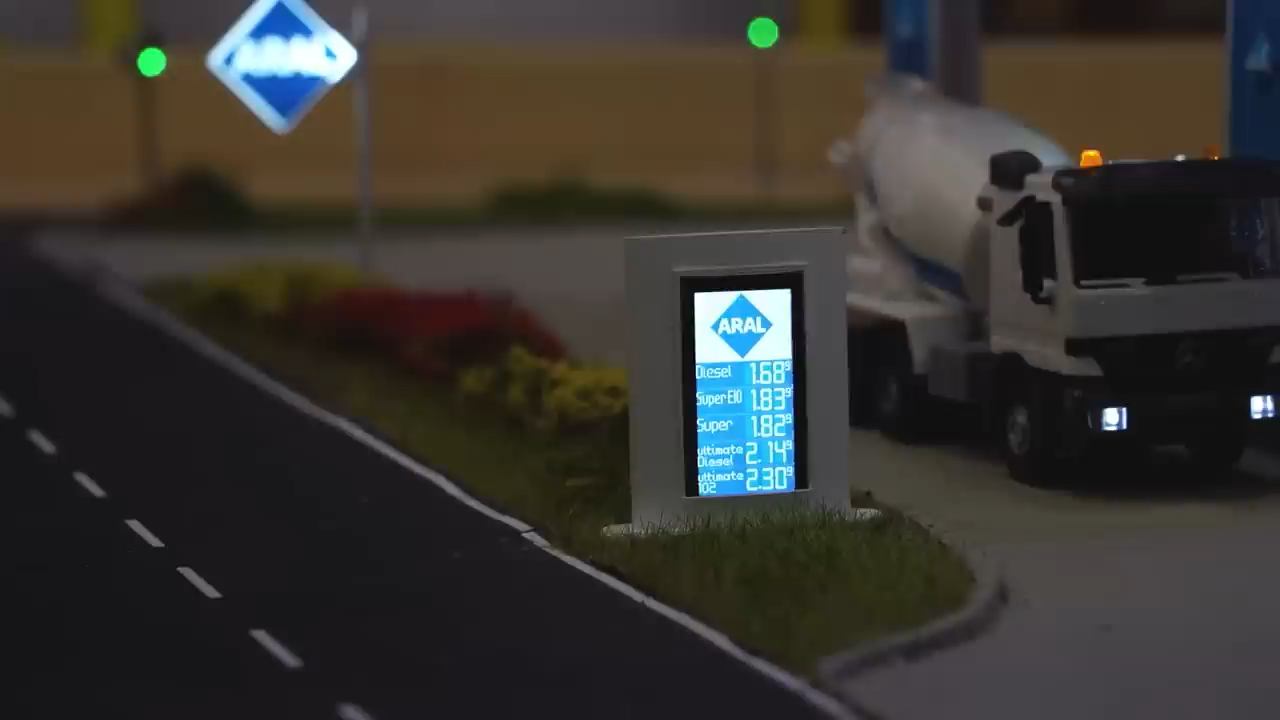 ARAL
ARAL
Diesel 1.68⁹
Super E10 1.83⁹
Super 1.82⁹
ultimate
Diesel 2.14⁹
ultimate
102 2.30⁹